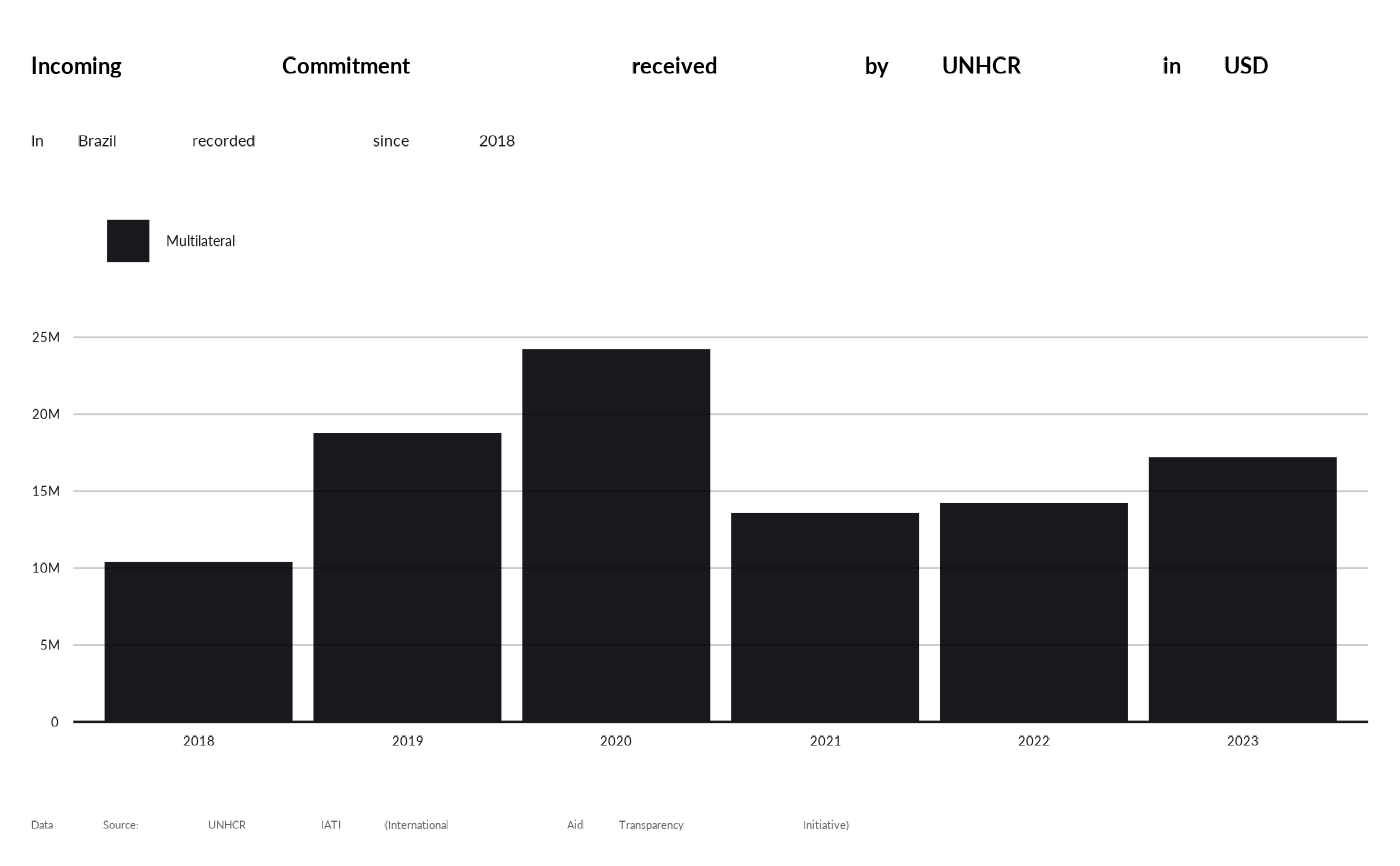 Incoming Commitment received by UNHCR in USD
In Brazil recorded since 2018
Multilateral
25M
20M
15M
10M
5M
0
2018 2019 2020 2021 2022 2023
Data Source: UNHCR IATI (International Aid Transparency Initiative)